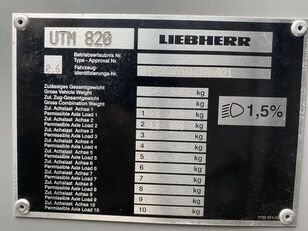 UTM 820
LIEBHERR
Betriebserlaubnis Nr.
Type - Approval Nr.
Fahrzeug-
Identifizierungs-Nr.
Zulässiges Gesamtgewicht kg
Gross Vehicle Weight
Zul. Zug-Gesamtgewicht kg
Gross Combination Weight
Zul. Achslast Achse 1 1 kg
Permissible Axle Load 1
Zul. Achslast Achse 2 2 kg
Permissible Axle Load 2
Zul. Achslast Achse 3 3 kg
Permissible Axle Load 3
Zul. Achslast Achse 4 4 kg
Permissible Axle Load 4
Zul. Achslast Achse 5 5 kg
Permissible Axle Load 5
Zul. Achslast Achse 6 6 kg
Permissible Axle Load 6
Zul. Achslast Achse 7 7 kg
Permissible Axle Load 7
Zul. Achslast Achse 8 8 kg
Permissible Axle Load 8
Zul. Achslast Achse 9 9 kg
Permissible Axle Load 9
Zul. Achslast Achse 10 10 kg
Permissible Axle Load 10
1,5%